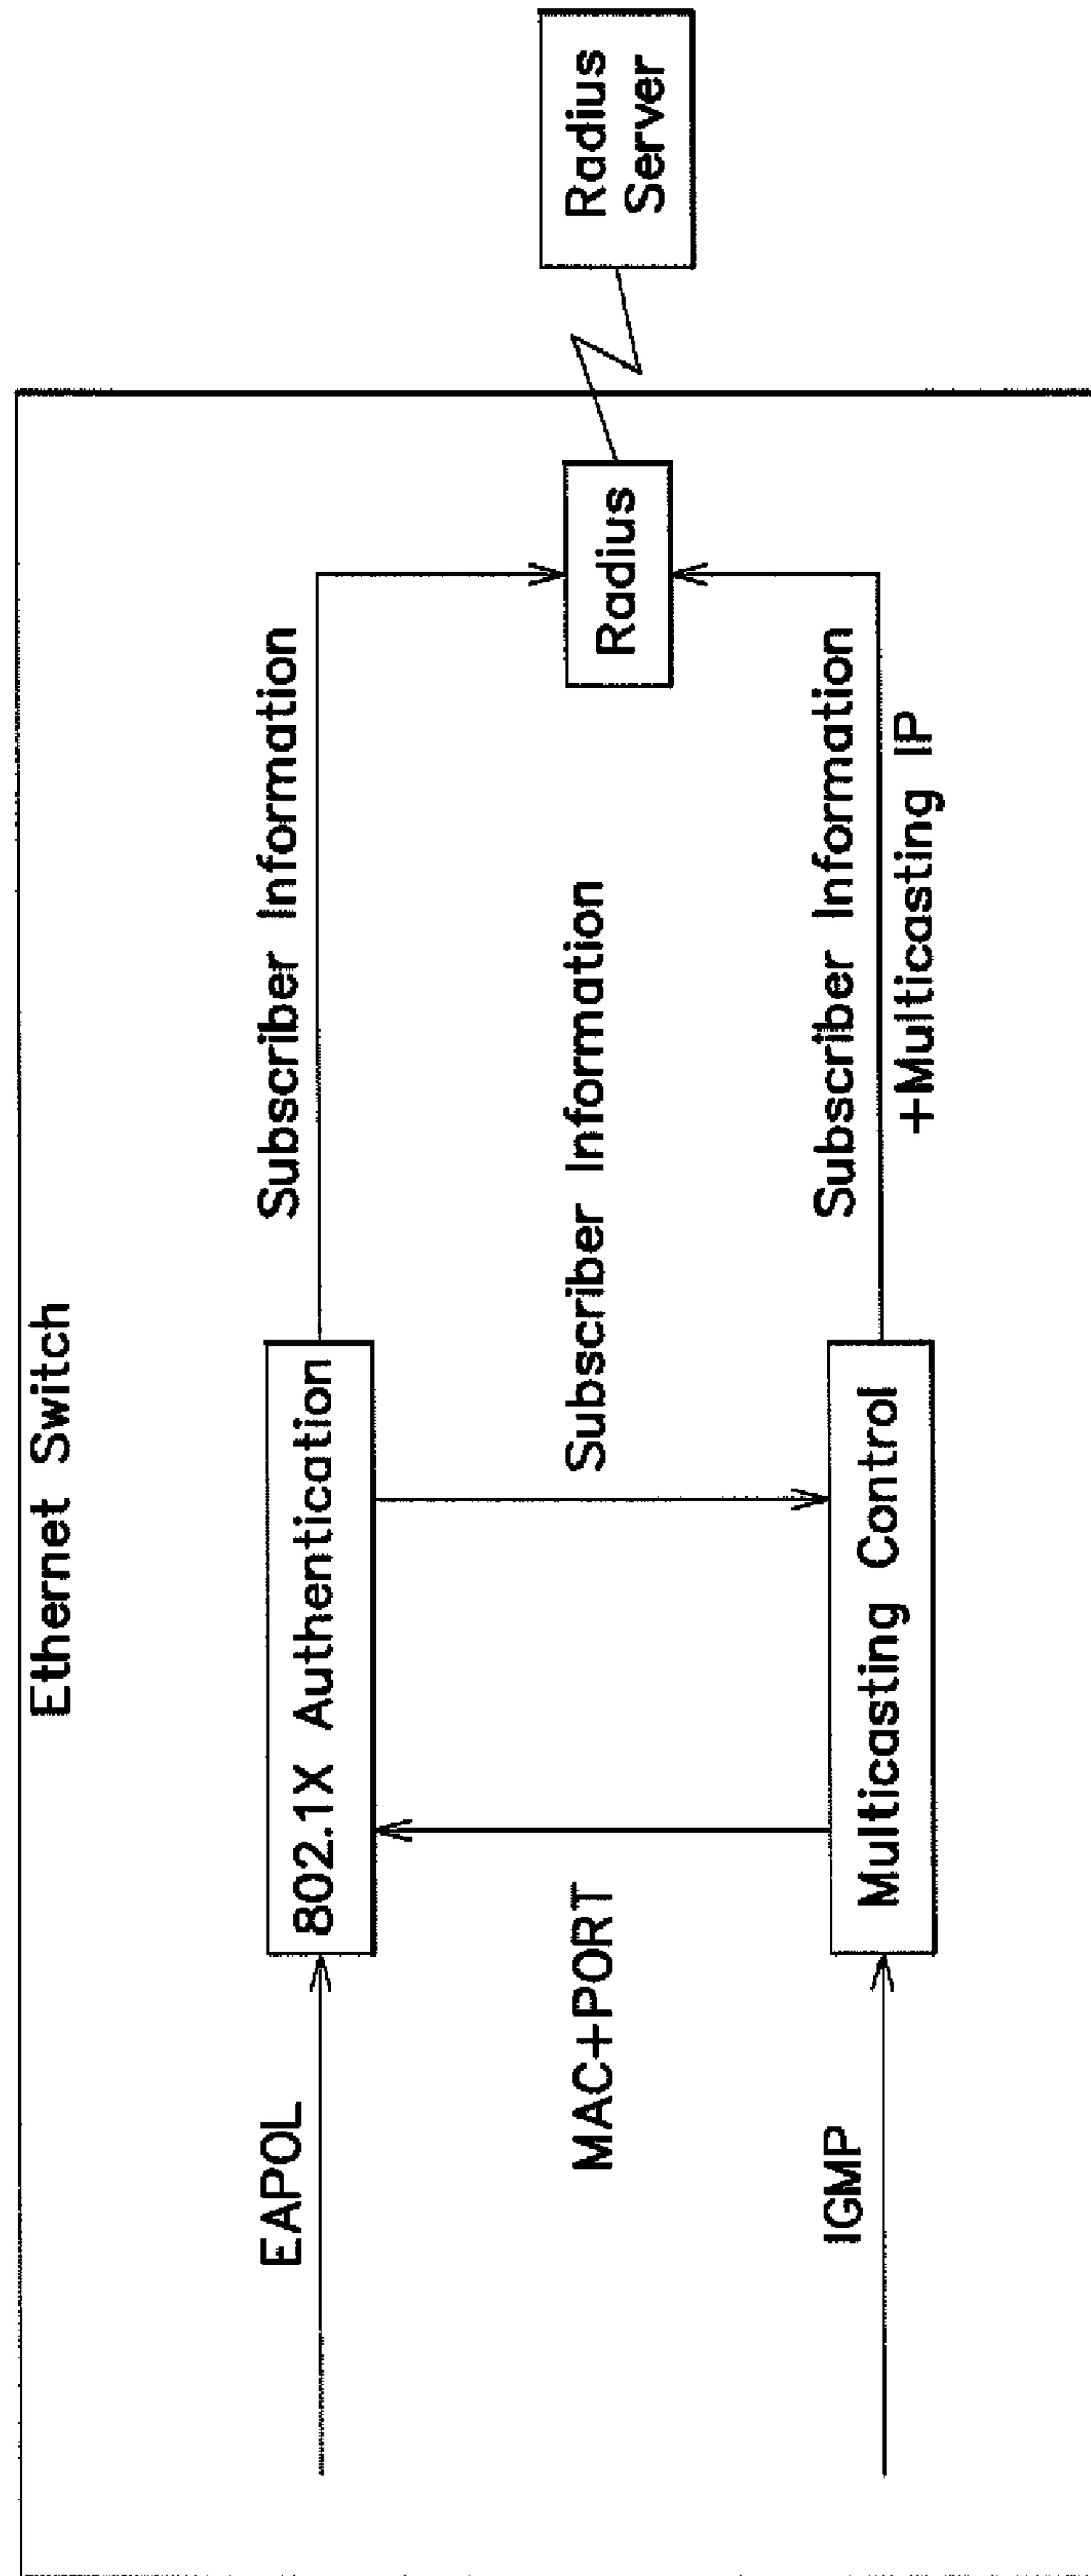 Ethernet Switch
EAPOL
802.1X Authentication
Subscriber Information
MAC+PORT
Subscriber Information
Radius
Radius
Server
IGMP
Multicasting Control
Subscriber Information
+Multicasting IP